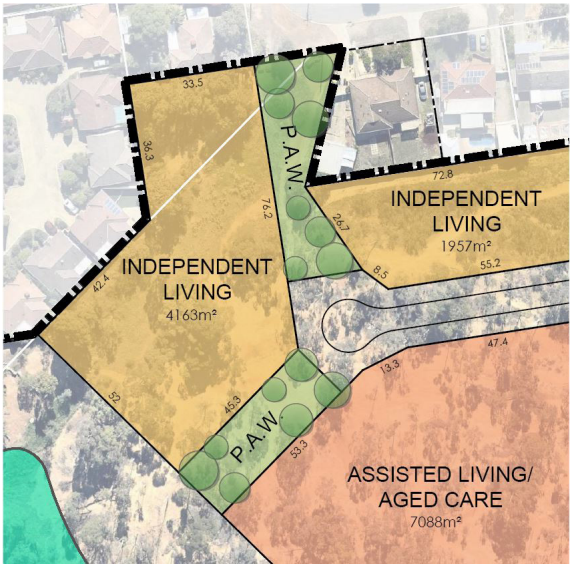 33.5
36.3
P.A.W.
72.8
INDEPENDENT
LIVING
1957m²
76.2
26.7
8.5
55.2
42.4
INDEPENDENT
LIVING
4163m²
47.4
13.3
52
45.3
P.A.W.
53.3
ASSISTED LIVING/
AGED CARE
7088m²